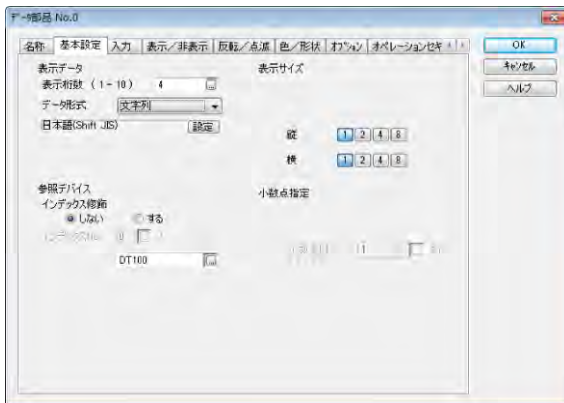 データ部品 No.0
名称 基本設定 入力 表示／非表示 反転／点滅 色／形状 オプション オペレーションセキ
OK
キャンセル
ヘルプ
表示データ
表示サイズ
表示桁数 (1-18) 4 ...
データ形式 文字列
日本語(Shift JIS) 設定
縦 1 2 4 8
横 1 2 4 8
参照デバイス
小数点指定
インデックス修飾
しない する
DT100 ...